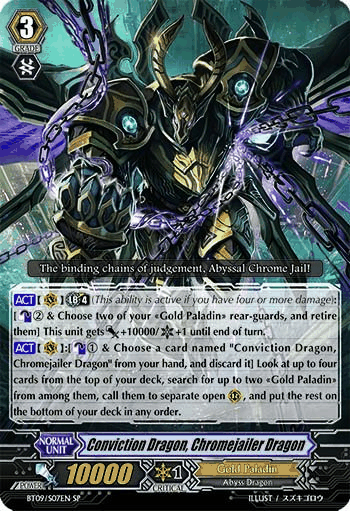 3
GRADE
The binding chains of judgement, Abyssal Chrome Jail!
ACT [ ] LB 4 (This ability is active if you have four or more damage):
[ ② & Choose two of your «Gold Paladin» rear-guards, and retire
them] This unit gets +10000/ +1 until end of turn.
ACT [ ]:[ ① & Choose a card named "Conviction Dragon,
Chromejailer Dragon" from your hand, and discard it] Look at up to four
cards from the top of your deck, search for up to two «Gold Paladin»
from among them, call them to separate open , and put the rest on
the bottom of your deck in any order.
NORMAL
UNIT
Conviction Dragon, Chromejailer Dragon
POWER
10000
1
CRITICAL
Gold Paladin
Abyss Dragon
BT09/S07EN SP
ILLUST / スズキゴロウ